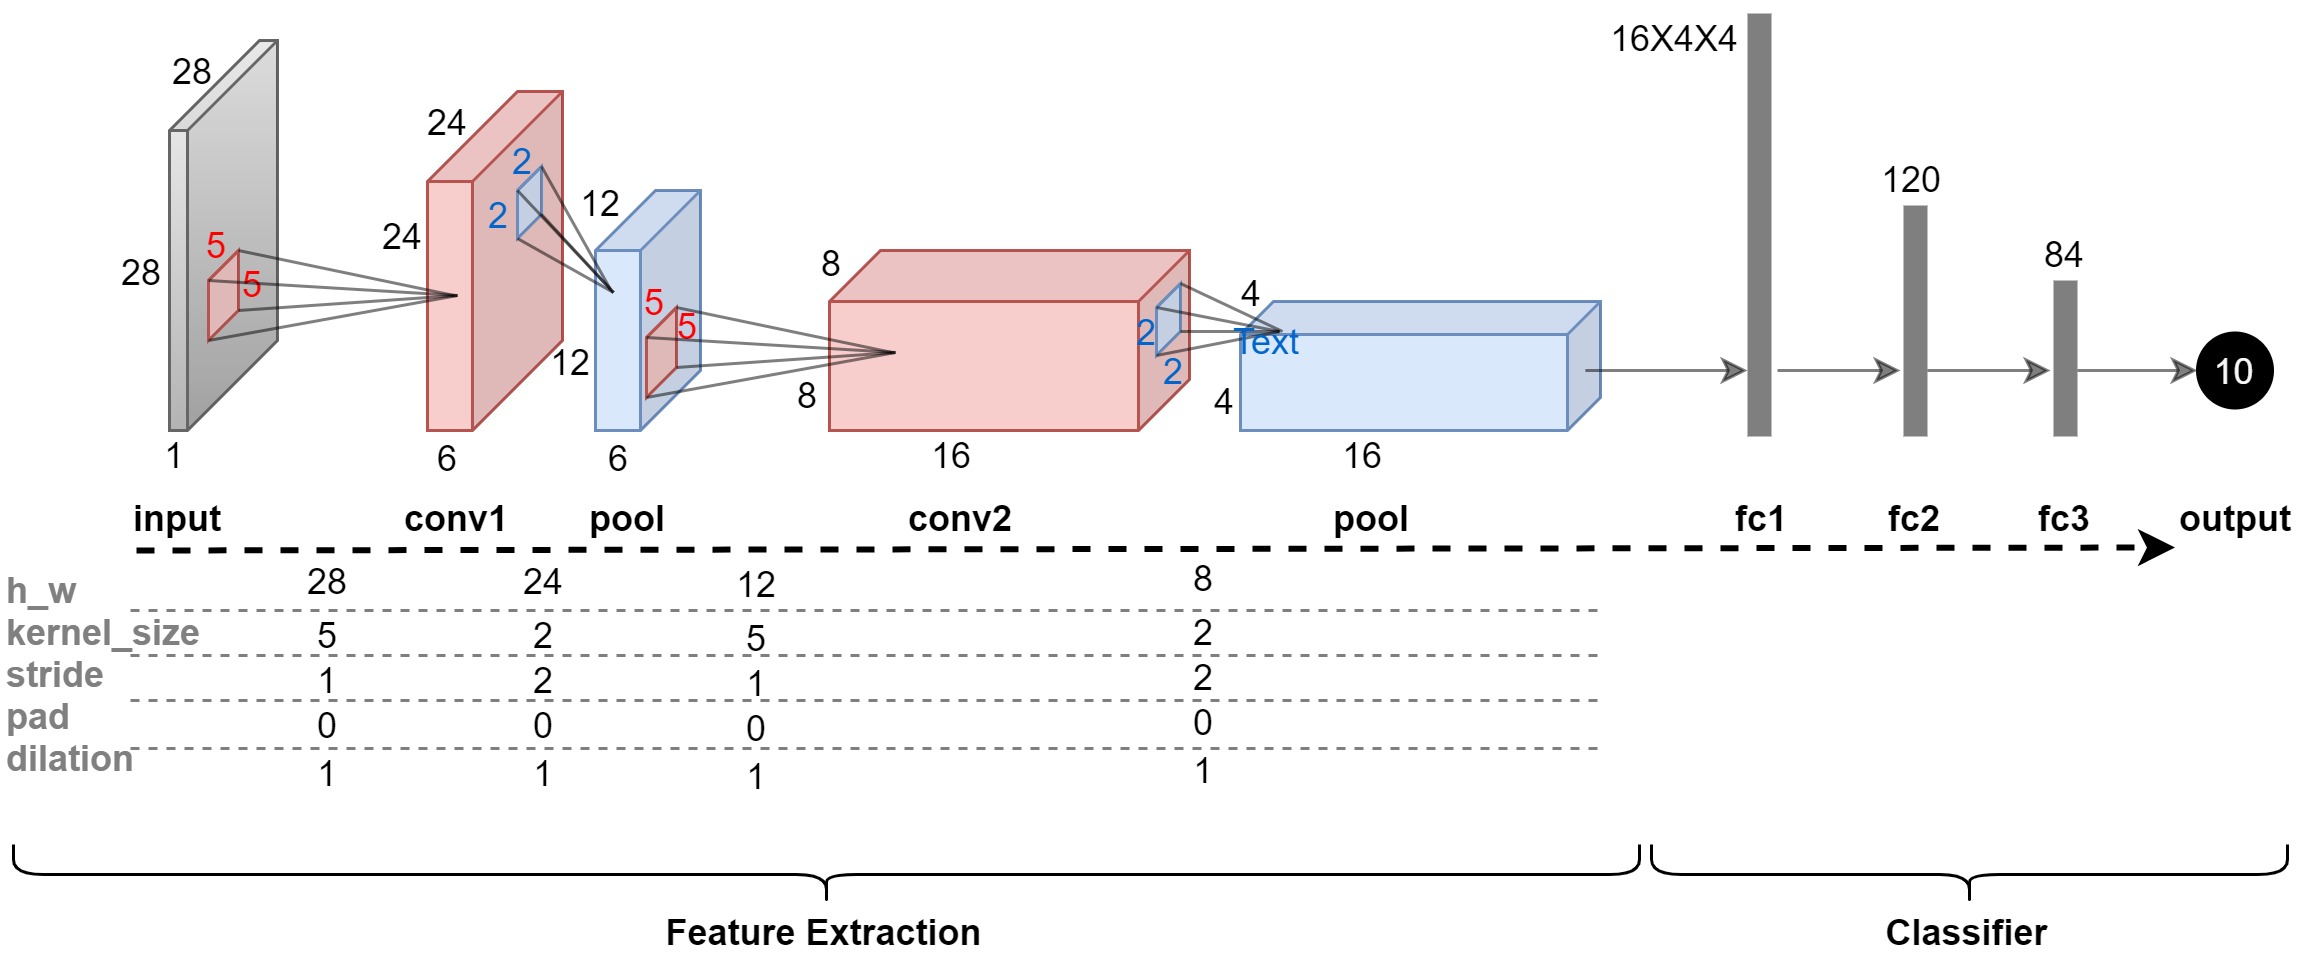 28
28
1
5
5
24
24
6
2
2
12
12
6
5
5
8
8
16
2
2
4
Text
4
16
16X4X4
120
84
10
input conv1 pool conv2 pool fc1 fc2 fc3 output
h_w 28 24 12 8
kernel_size 5 2 5 2
stride 1 2 1 2
pad 0 0 0 0
dilation 1 1 1 1
Feature Extraction Classifier